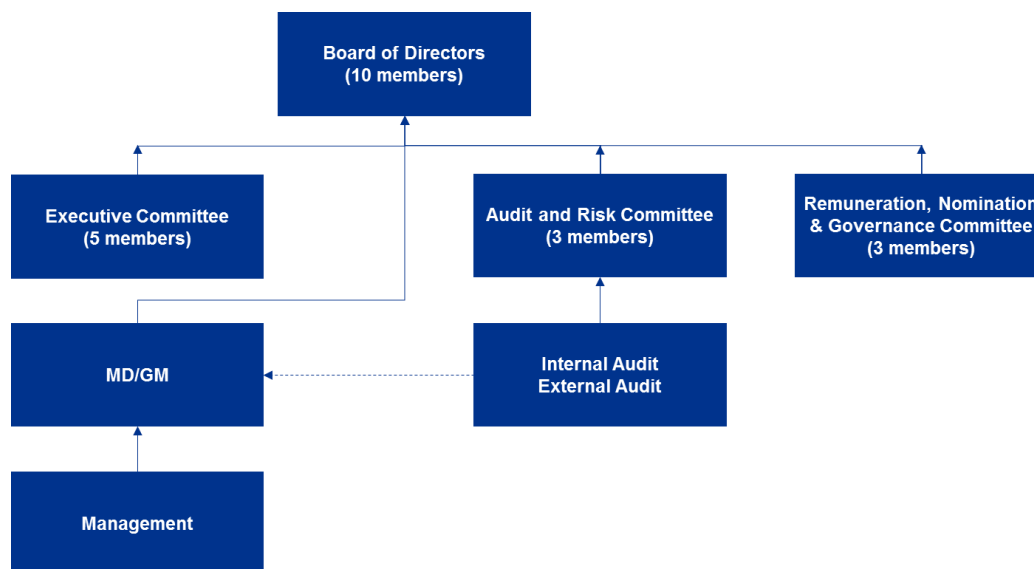 Board of Directors
(10 members)
Executive Committee
(5 members)
Audit and Risk Committee
(3 members)
Remuneration, Nomination
& Governance Committee
(3 members)
MD/GM
Internal Audit
External Audit
Management